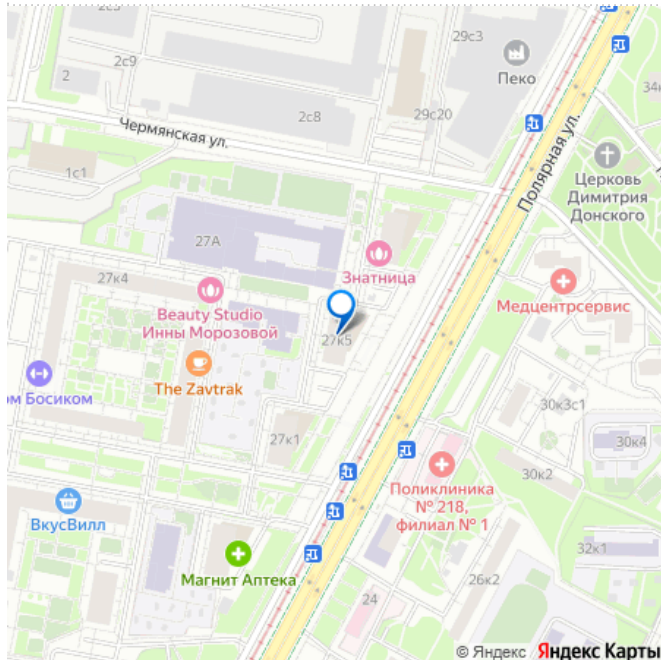 2с9
2
29с3
Пеко
34к
2с8
29с20
Чермянская ул.
1с1
Полярная ул.
Церковь
Димитрия
Донского
27А
Знатница
27к4
Beauty Studio
Инны Морозовой
Медцентрсервис
27к5
The Zavtrak
ом Босиком
30к3с1
27к1
30к4
30к2
Поликлиника
№ 218,
филиал № 1
ВкусВилл
32к1
Магнит Аптека
26к2
24
© Яндекс Яндекс Карты